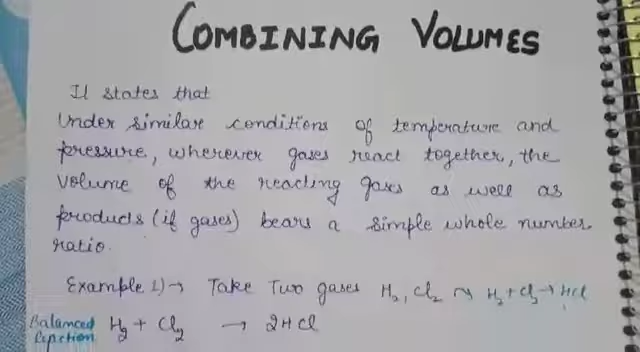 COMBINING VOLUMES
It states that
Under similar conditions of temperature and
pressure, wherever gases react together, the
volume of the reacting gases as well as
products (if gases) bears a simple whole number
ratio.
Example 1) → Take Two gases H₂, Cl₂ ⇝ H₂ + Cl₂ → HCl
Balanced Reaction H₂ + Cl₂ → 2HCl